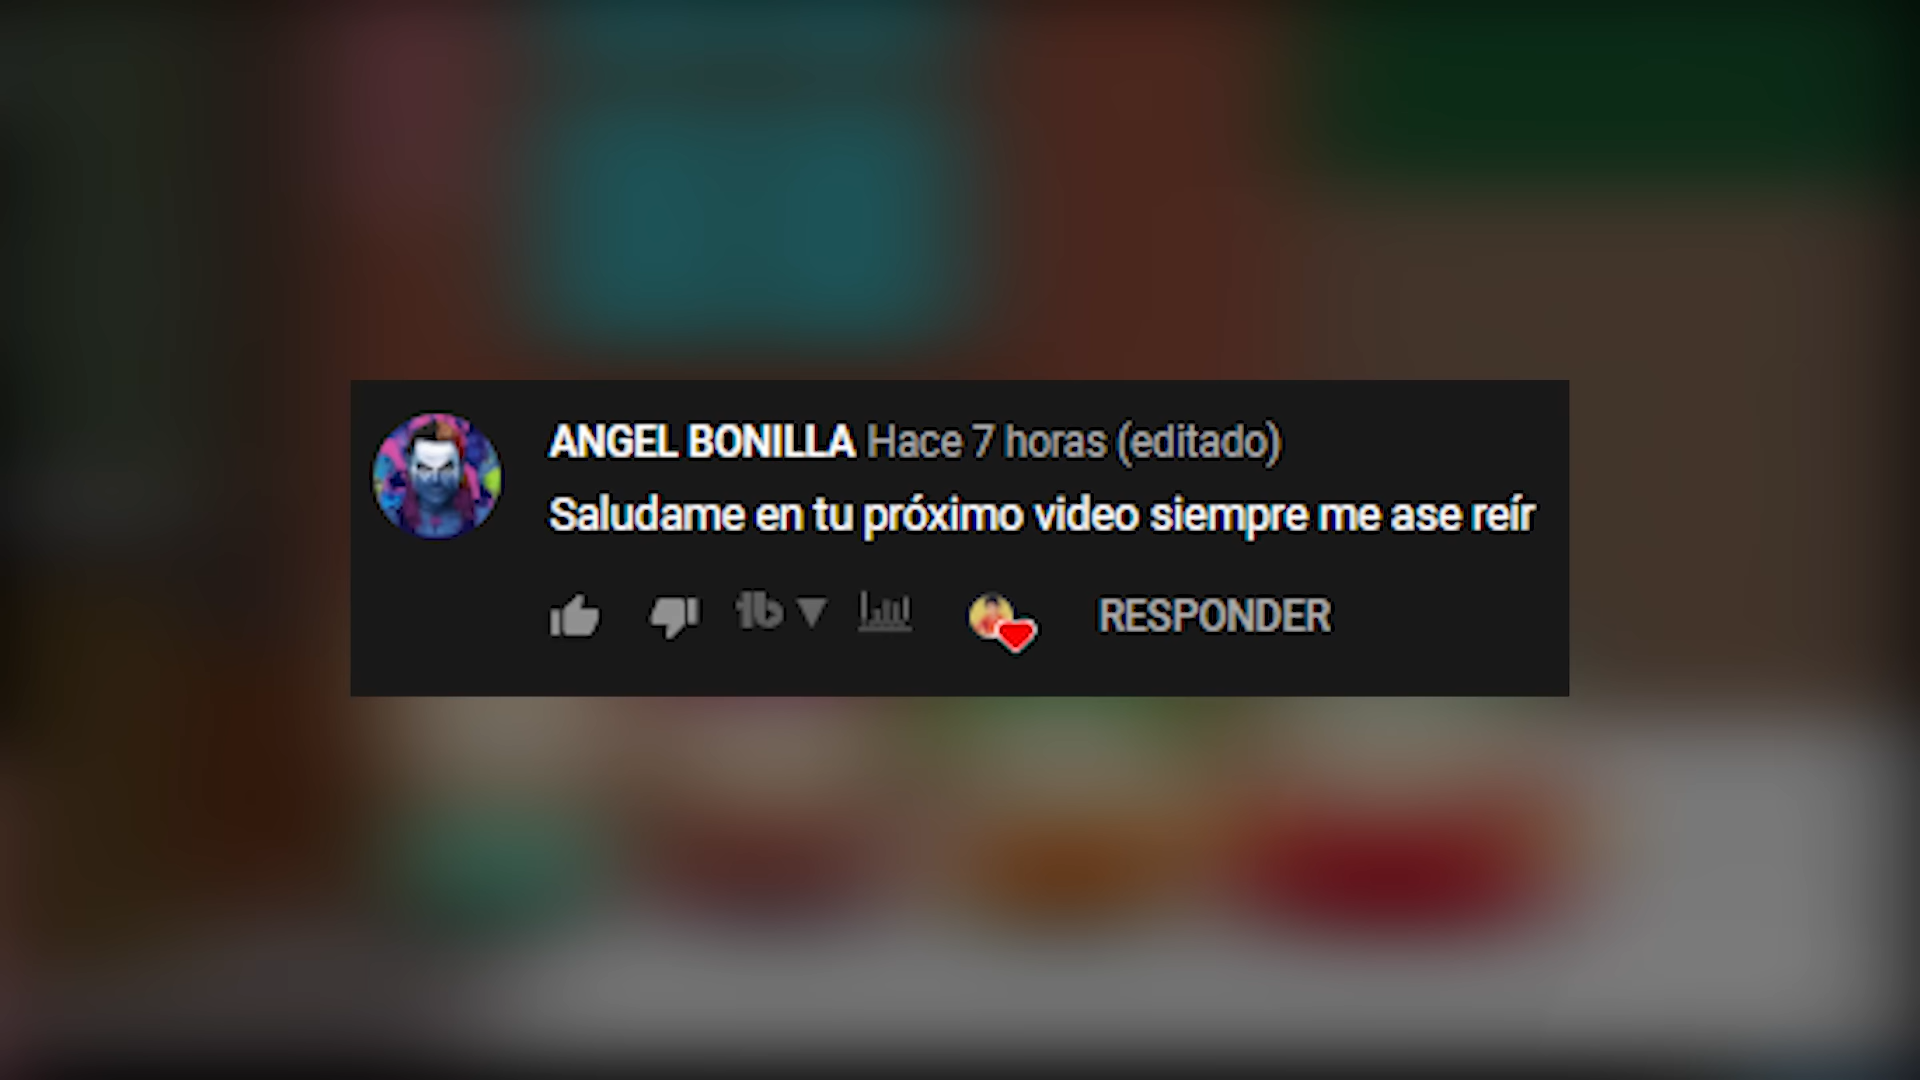 ANGEL BONILLA Hace 7 horas (editado)
Saludame en tu próximo video siempre me ase reír
RESPONDER